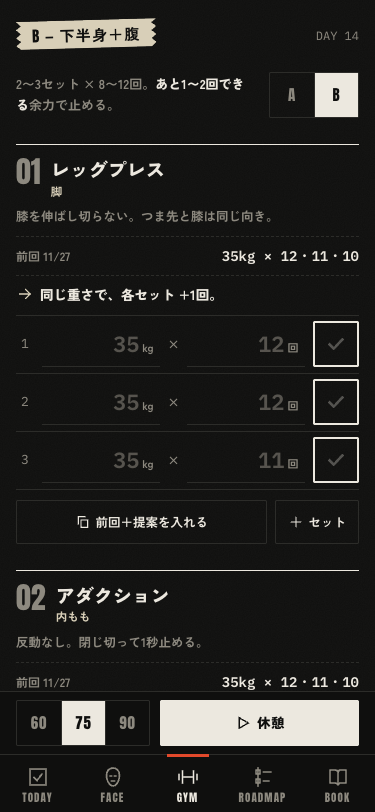 B – 下半身＋腹
DAY 14
2〜3セット × 8〜12回。あと1〜2回でき
る余力で止める。
A B
01 レッグプレス
脚
膝を伸ばし切らない。つま先と膝は同じ向き。
前回 11/27 35kg × 12・11・10
→ 同じ重さで、各セット +1回。
1 35 kg × 12 回
2 35 kg × 12 回
3 35 kg × 11 回
前回＋提案を入れる
＋ セット
02 アダクション
内もも
反動なし。閉じ切って1秒止める。
前回 11/27 35kg × 12・11・10
60 75 90 休憩
TODAY FACE GYM ROADMAP BOOK